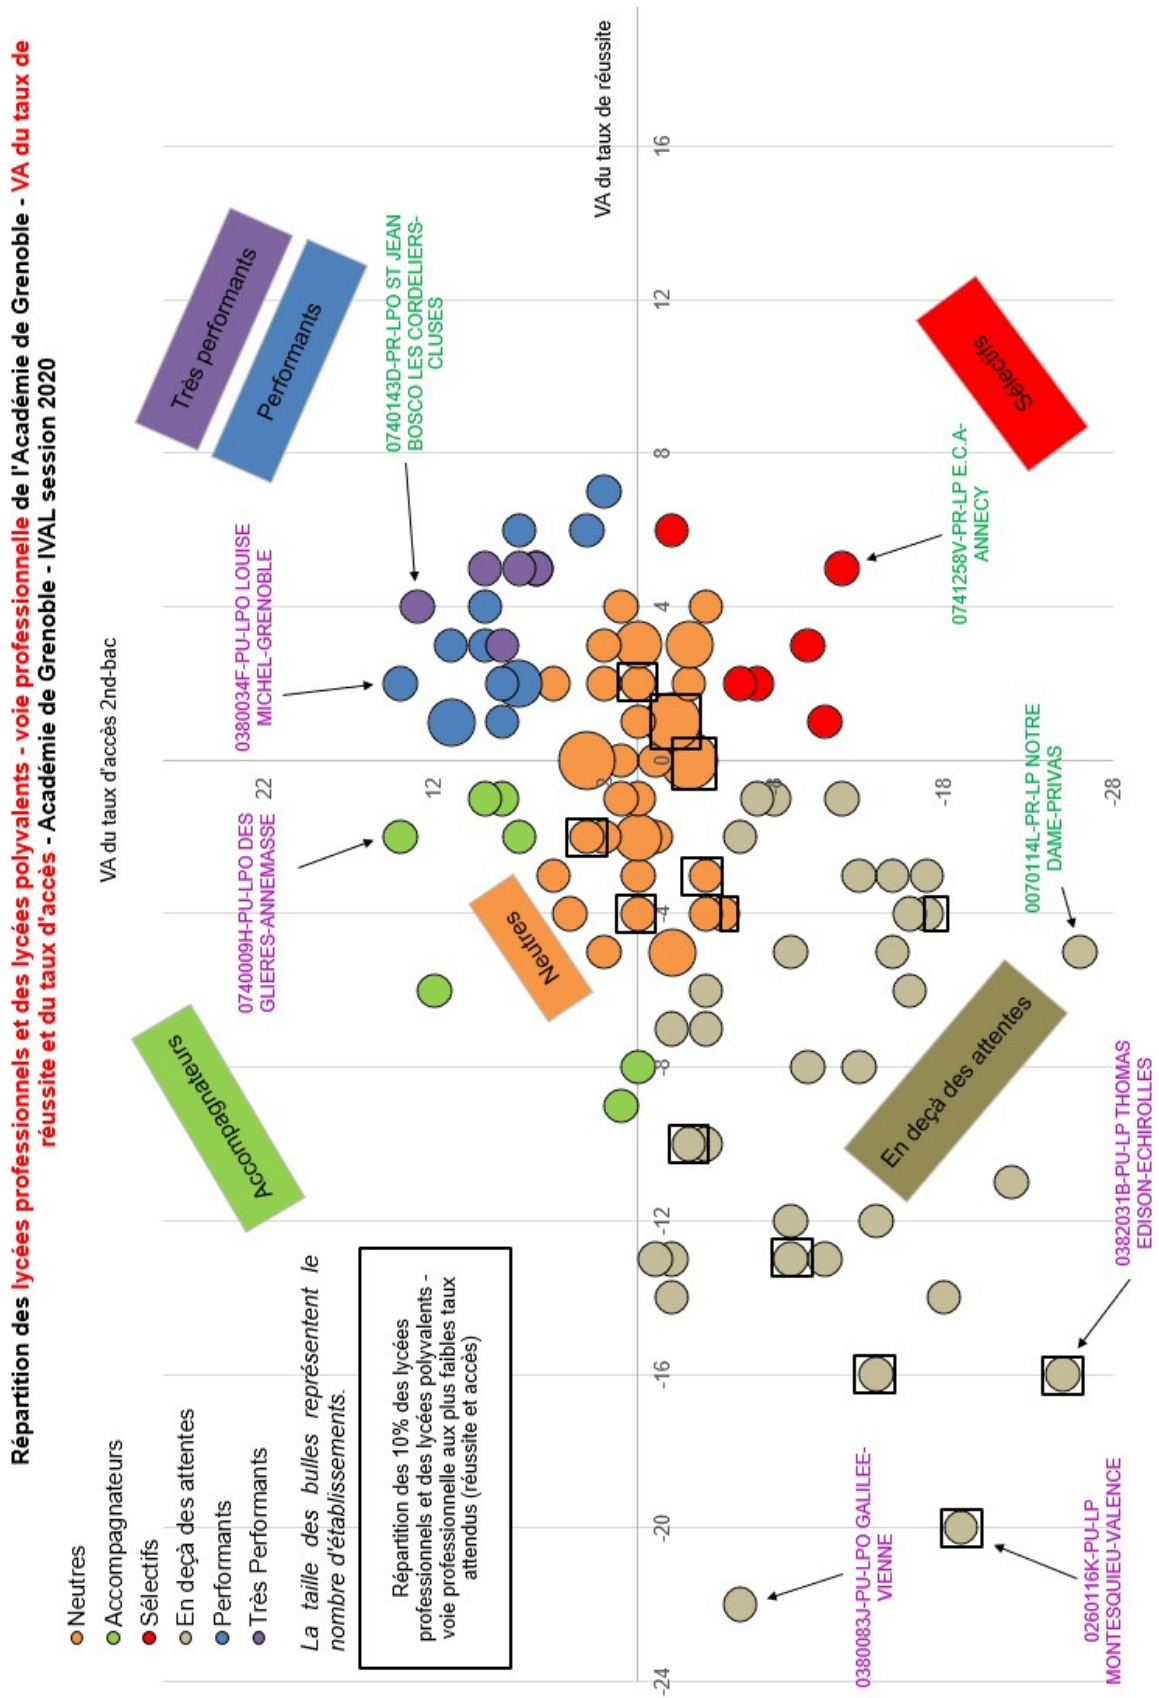 Répartition des lycées professionnels et des lycées polyvalents - voie professionnelle de l'Académie de Grenoble - VA du taux de
réussite et du taux d'accès - Académie de Grenoble - IVAL session 2020
Neutres
Accompagnateurs
Sélectifs
En deçà des attentes
Performants
Très Performants
La taille des bulles représentent le
nombre d'établissements.
Répartition des 10% des lycées
professionnels et des lycées polyvalents -
voie professionnelle aux plus faibles taux
attendus (réussite et accès)
VA du taux d'accès 2nd-bac
VA du taux de réussite
Accompagnateurs
Neutres
Très performants
Performants
Sélectifs
En deçà des attentes
0740009H-PU-LPO DES
GLIERES-ANNEMASSE
0380034F-PU-LPO LOUISE
MICHEL-GRENOBLE
0740143D-PR-LPO ST JEAN
BOSCO LES CORDELIERS-
CLUSES
0741258V-PR-LP E.C.A-
ANNECY
0070114L-PR-LP NOTRE
DAME-PRIVAS
0382031B-PU-LP THOMAS
EDISON-ECHIROLLES
0380083J-PU-LPO GALILEE-
VIENNE
0260116K-PU-LP
MONTESQUIEU-VALENCE
22
12
-18
-28
-24
-20
-16
-12
-8
-4
0
4
8
12
16